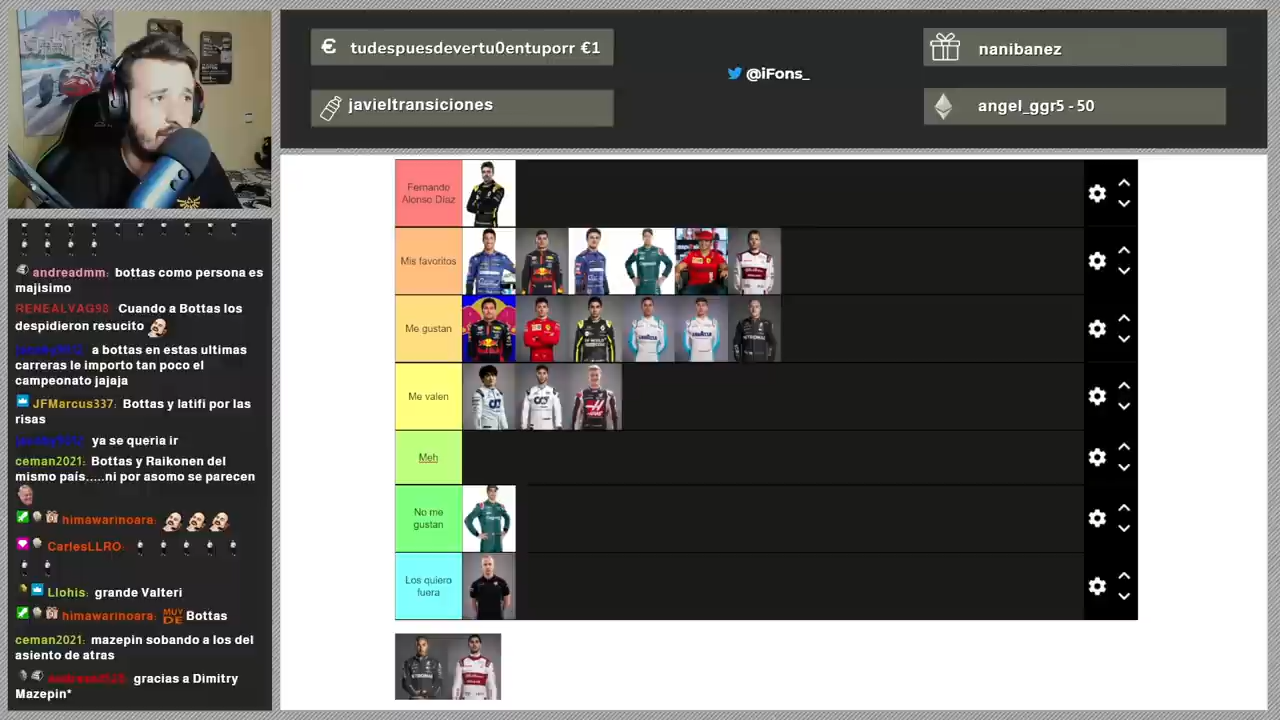 € tudespuesdevertu0entuporr €1
javieltransiciones
@iFons_
nanibanez
angel_ggr5 - 50
andreadmm: bottas como persona es
majisimo
RENEALVAG98 Cuando a Bottas los
despidieron resucito
a bottas en estas ultimas
carreras le importo tan poco el
campeonato jajaja
JFMarcus337: Bottas y latifi por las
risas
ya se queria ir
ceman2021: Bottas y Raikonen del
mismo país.....ni por asomo se parecen
himawarinoara:
CarlesLLRO:
Llohis: grande Valteri
himawarinoara: MUY DE Bottas
ceman2021: mazepin sobando a los del
asiento de atras
gracias a Dimitry
Mazepin*
Fernando
Alonso Díaz
Mis favoritos
Me gustan
Me valen
Meh
No me
gustan
Los quiero
fuera